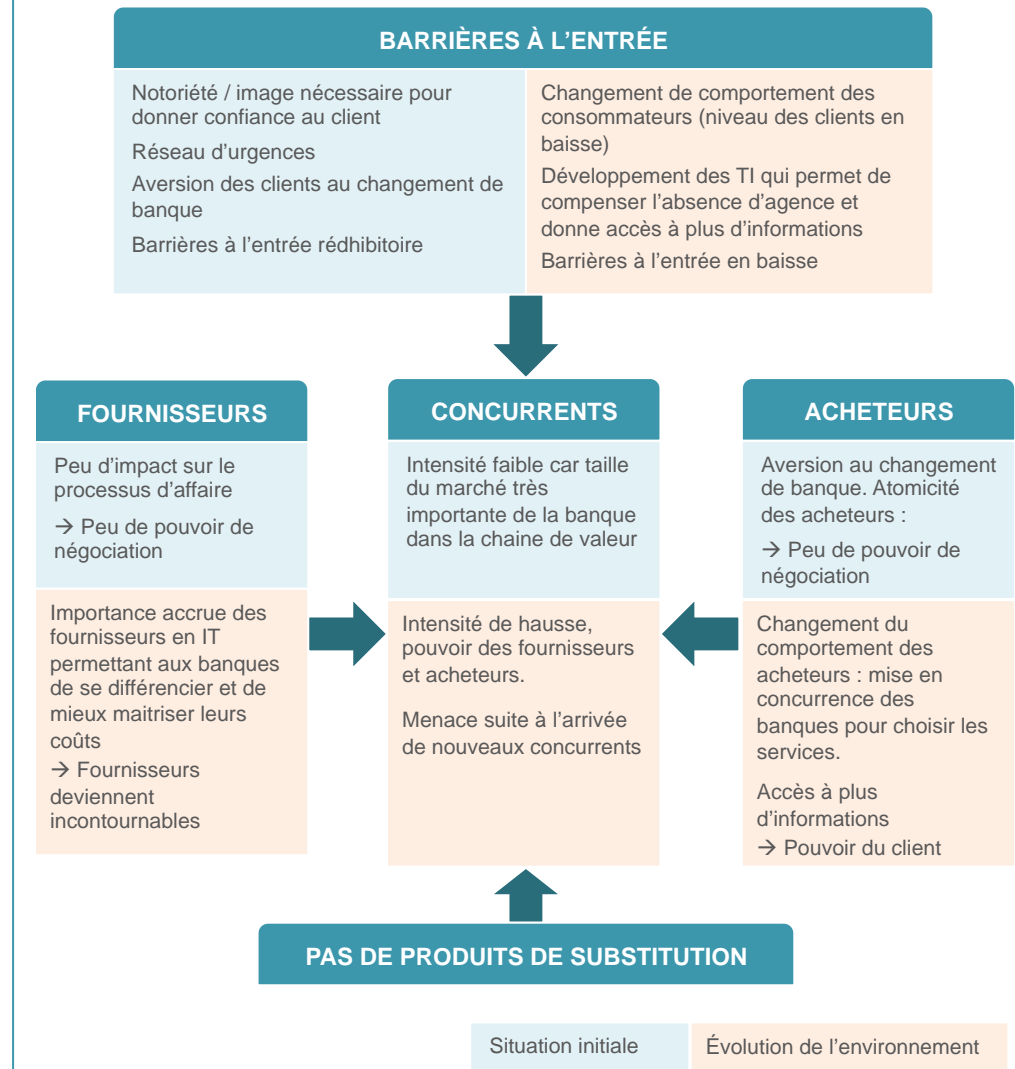 BARRIÈRES À L’ENTRÉE
Notoriété / image nécessaire pour
donner confiance au client
Réseau d’urgences
Aversion des clients au changement de
banque
Barrières à l’entrée rédhibitoire
Changement de comportement des
consommateurs (niveau des clients en
baisse)
Développement des TI qui permet de
compenser l’absence d’agence et
donne accès à plus d’informations
Barrières à l’entrée en baisse
FOURNISSEURS
Peu d’impact sur le
processus d’affaire
→ Peu de pouvoir de
négociation
Importance accrue des
fournisseurs en IT
permettant aux banques
de se différencier et de
mieux maitriser leurs
coûts
→ Fournisseurs
deviennent
incontournables
CONCURRENTS
Intensité faible car taille
du marché très
importante de la banque
dans la chaine de valeur
Intensité de hausse,
pouvoir des fournisseurs
et acheteurs.
Menace suite à l’arrivée
de nouveaux concurrents
ACHETEURS
Aversion au changement
de banque. Atomicité
des acheteurs :
→ Peu de pouvoir de
négociation
Changement du
comportement des
acheteurs : mise en
concurrence des
banques pour choisir les
services.
Accès à plus
d’informations
→ Pouvoir du client
PAS DE PRODUITS DE SUBSTITUTION
Situation initiale
Évolution de l’environnement